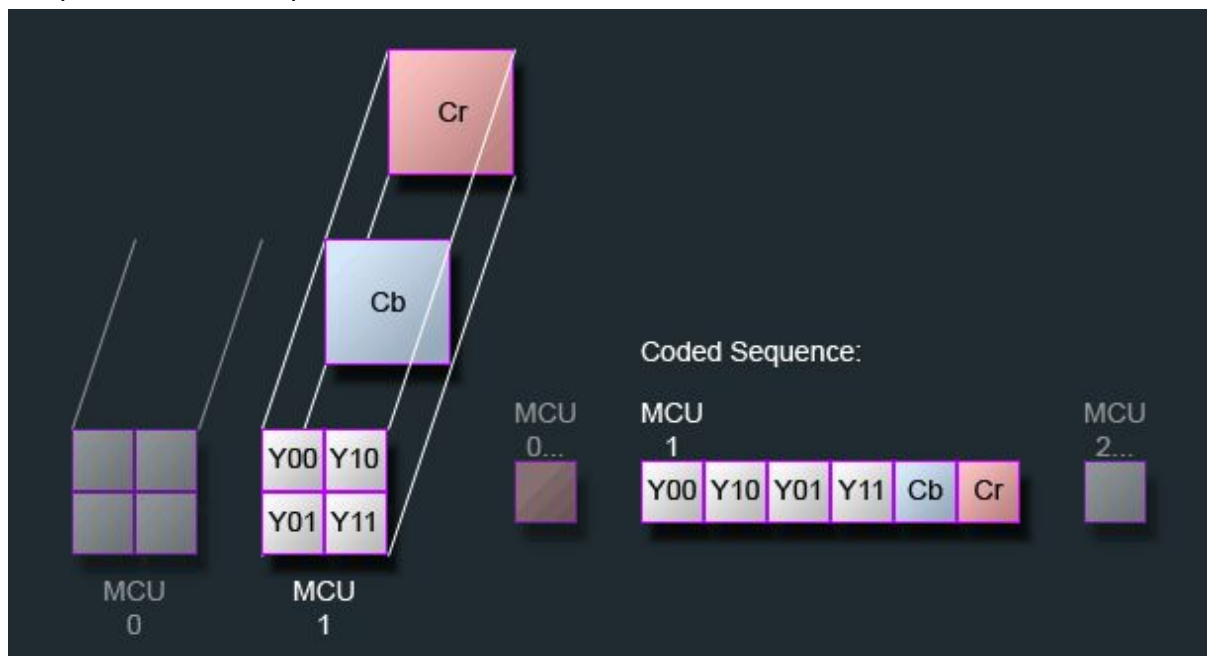 Cr
Cb
Coded Sequence:
MCU
0...
MCU
1
MCU
2...
Y00 Y10
Y01 Y11
Y00 Y10 Y01 Y11 Cb Cr
MCU
0
MCU
1